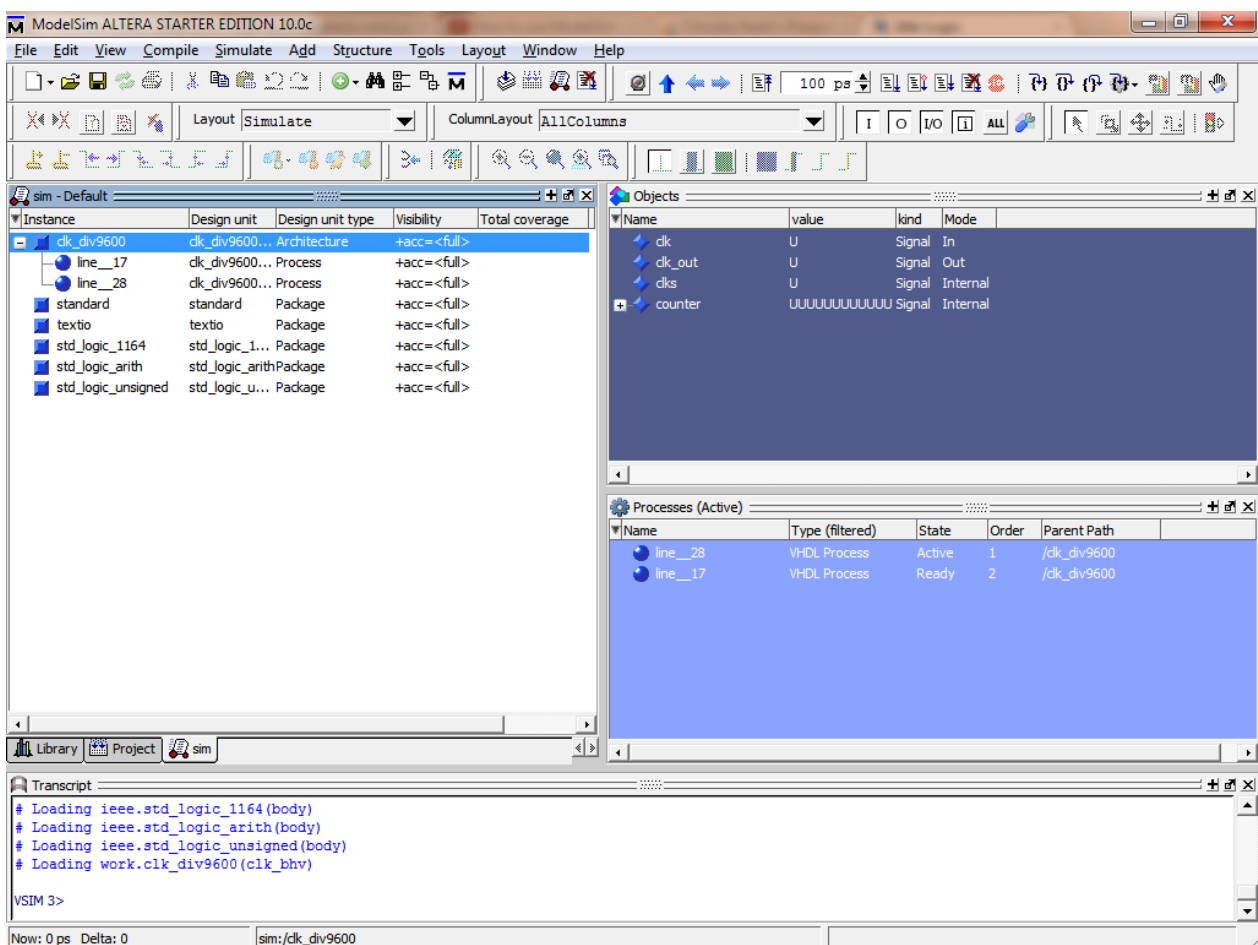 ModelSim ALTERA STARTER EDITION 10.0c
File Edit View Compile Simulate Add Structure Tools Layout Window Help
100 ps
Layout Simulate ColumnLayout AllColumns I O I/O i ALL
sim - Default
Instance Design unit Design unit type Visibility Total coverage
clk_div9600 clk_div9600... Architecture +acc=<full>
line__17 clk_div9600... Process +acc=<full>
line__28 clk_div9600... Process +acc=<full>
standard standard Package +acc=<full>
textio textio Package +acc=<full>
std_logic_1164 std_logic_1... Package +acc=<full>
std_logic_arith std_logic_arith Package +acc=<full>
std_logic_unsigned std_logic_u... Package +acc=<full>
Library Project sim
Objects
Name value kind Mode
clk U Signal In
clk_out U Signal Out
clks U Signal Internal
counter UUUUUUUUUUUU Signal Internal
Processes (Active)
Name Type (filtered) State Order Parent Path
line__28 VHDL Process Active 1 /clk_div9600
line__17 VHDL Process Ready 2 /clk_div9600
Transcript
# Loading ieee.std_logic_1164(body)
# Loading ieee.std_logic_arith(body)
# Loading ieee.std_logic_unsigned(body)
# Loading work.clk_div9600(clk_bhv)
VSIM 3>
Now: 0 ps Delta: 0 sim:/clk_div9600